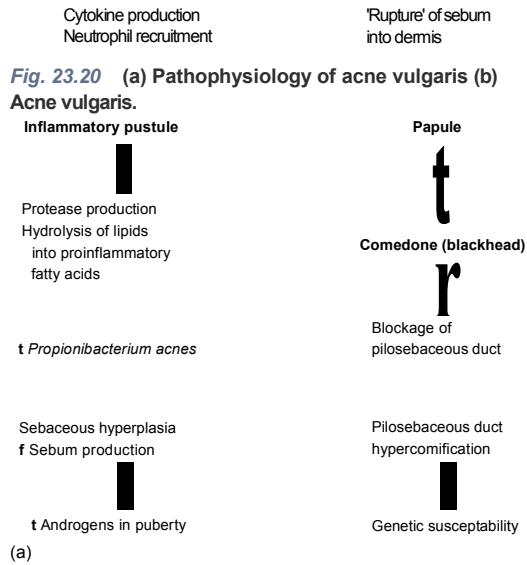 Cytokine production
Neutrophil recruitment
'Rupture' of sebum
into dermis
Fig. 23.20 (a) Pathophysiology of acne vulgaris (b)
Acne vulgaris.
Inflammatory pustule
Papule
t
Protease production
Hydrolysis of lipids
into proinflammatory
fatty acids
Comedone (blackhead)
r
Blockage of
pilosebaceous duct
t Propionibacterium acnes
Sebaceous hyperplasia
f Sebum production
Pilosebaceous duct
hypercomification
t Androgens in puberty
Genetic susceptability
(a)